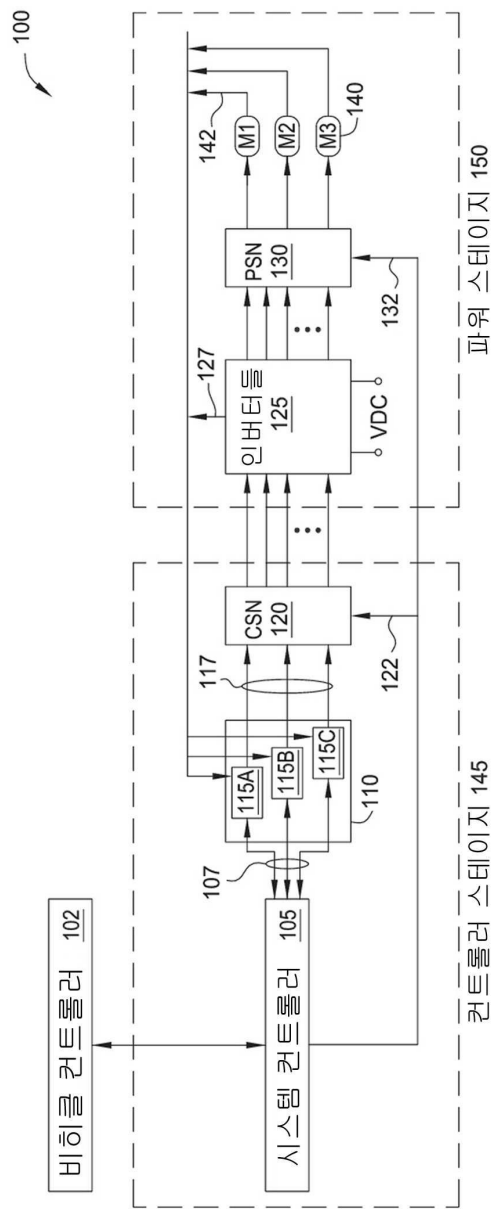 100
비히클 컨트롤러 102
시스템 컨트롤러 105
107
115A
115B
115C
110
117
CSN
120
122
인버터들
125
127
VDC
PSN
130
132
M1
M2
M3
140
142
컨트롤러 스테이지 145
파워 스테이지 150